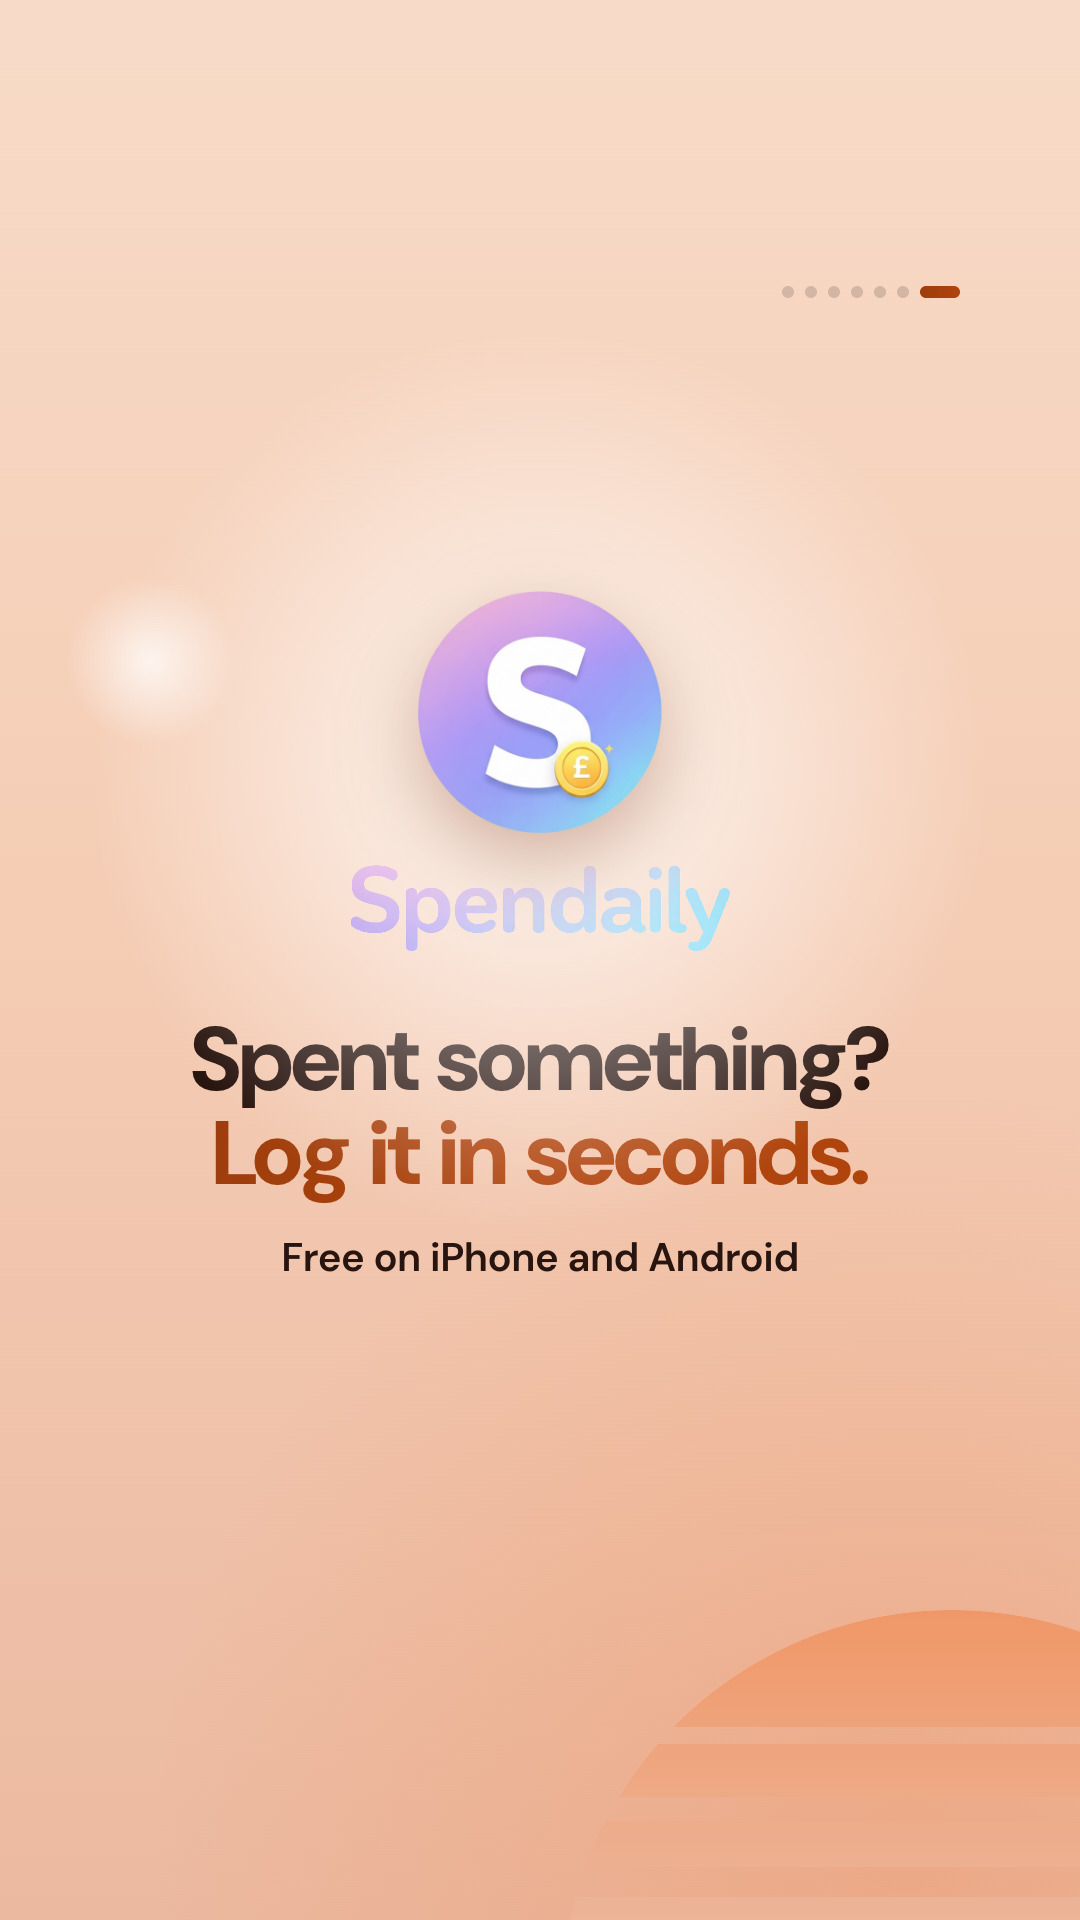 S
£
Spendaily
Spent something?
Log it in seconds.
Free on iPhone and Android